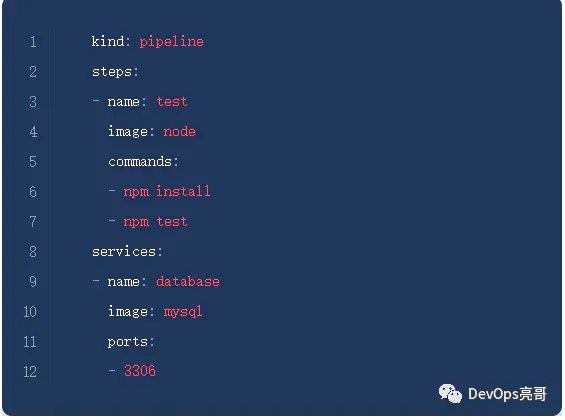 1 kind: pipeline
2 steps:
3 - name: test
4 image: node
5 commands:
6 - npm install
7 - npm test
8 services:
9 - name: database
10 image: mysql
11 ports:
12 - 3306
DevOps亮哥